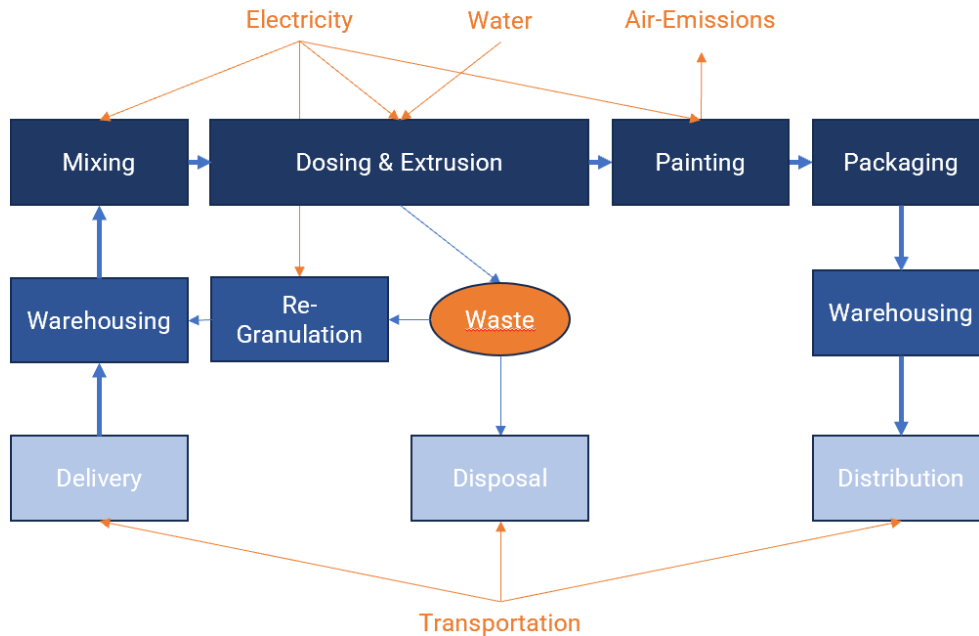 Electricity
Water
Air-Emissions
Mixing
Dosing & Extrusion
Painting
Packaging
Warehousing
Re-
Granulation
Waste
Warehousing
Delivery
Disposal
Distribution
Transportation